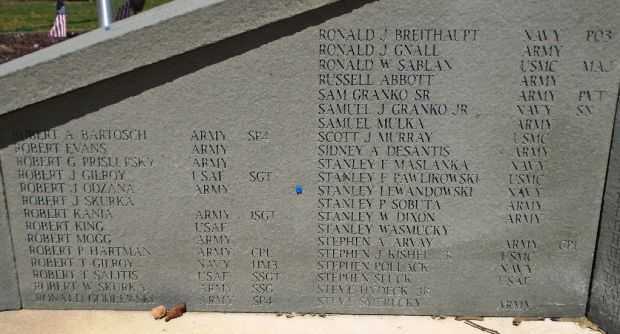 ROBERT A. BARTOSCH ARMY SP4
ROBERT EVANS ARMY
ROBERT G PRISLUPSKY ARMY
ROBERT J GILROY USAF SGT
ROBERT J ODZANA ARMY
ROBERT J SKURKA
ROBERT KANIA ARMY 1SGT
ROBERT KING USAF
ROBERT MOGG ARMY
ROBERT P HARTMAN ARMY CPL
ROBERT T GILROY NAVY HM3
ROBERT T SALITIS USAF SSGT
ROBERT W SKURKA ARMY SSG
RONALD GODLEWSKI ARMY SP4
RONALD J BREITHAUPT NAVY PO3
RONALD J GNALL ARMY
RONALD W SABLAN USMC MAJ
RUSSELL ABBOTT ARMY
SAM GRANKO SR ARMY PVT
SAMUEL J GRANKO JR NAVY SN
SAMUEL MULKA ARMY
SCOTT J MURRAY USMC
SIDNEY A DESANTIS ARMY
STANLEY F MASLANKA NAVY
STANLEY F PAWLIKOWSKI USMC
STANLEY LEWANDOWSKI NAVY
STANLEY P SOBUTA ARMY
STANLEY W DIXON ARMY
STANLEY WASMUCKY
STEPHEN A ARVAY ARMY CPL
STEPHEN J KISHEL USMC
STEPHEN POLLACK NAVY
STEPHEN SLUCK USAF
STEVE HYDECK JR
STEVE ARMY